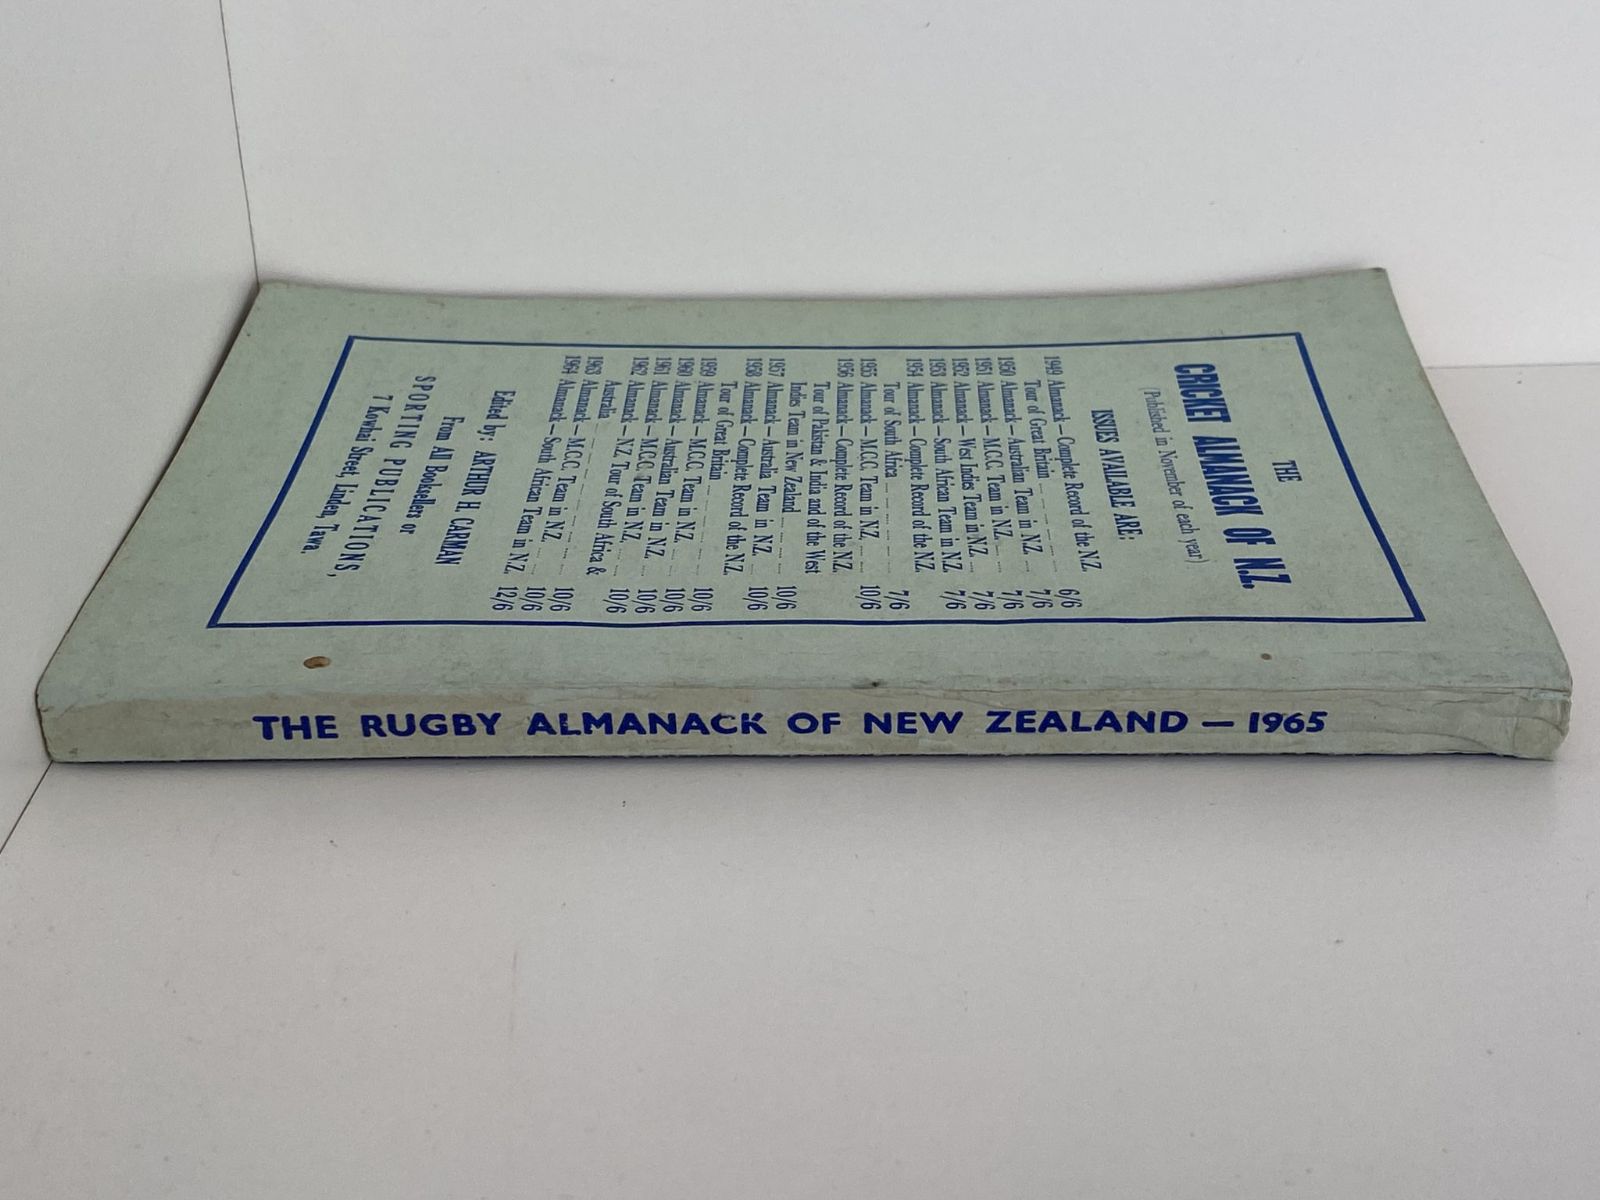 THE
CRICKET ALMANACK OF N.Z.
(Published in November of each year)
ISSUES AVAILABLE ARE:
1949 Almanack — Complete Record of the N.Z.
Tour of Great Britain .... .... .... 6/6
1950 Almanack — Australian Team in N.Z. .... 7/6
1951 Almanack — M.C.C. Team in N.Z. .... 7/6
1952 Almanack — West Indies Team in N.Z. .... 7/6
1953 Almanack — South African Team in N.Z. 7/6
1954 Almanack — Complete Record of the N.Z.
Tour of South Africa .... .... .... 7/6
1955 Almanack — M.C.C. Team in N.Z. .... 10/6
1956 Almanack — Complete Record of the N.Z.
Tour of Pakistan & India and of the West
Indies Team in New Zealand .... .... 10/6
1957 Almanack — Australia Team in N.Z. ....
1958 Almanack — Complete Record of the N.Z.
Tour of Great Britain .... .... 10/6
1959 Almanack — M.C.C. Team in N.Z. .... 10/6
1960 Almanack — Australian Team in N.Z. .... 10/6
1961 Almanack — M.C.C. Team in N.Z. .... 10/6
1962 Almanack — N.Z. Tour of South Africa &
Australia .... .... .... .... 10/6
1963 Almanack — M.C.C. Team in N.Z. .... 10/6
1964 Almanack — South African Team in N.Z. 12/6
Edited by: ARTHUR H. CARMAN
From All Booksellers or
SPORTING PUBLICATIONS,
7 Kowhai Street, Linden, Tawa.
THE RUGBY ALMANACK OF NEW ZEALAND — 1965